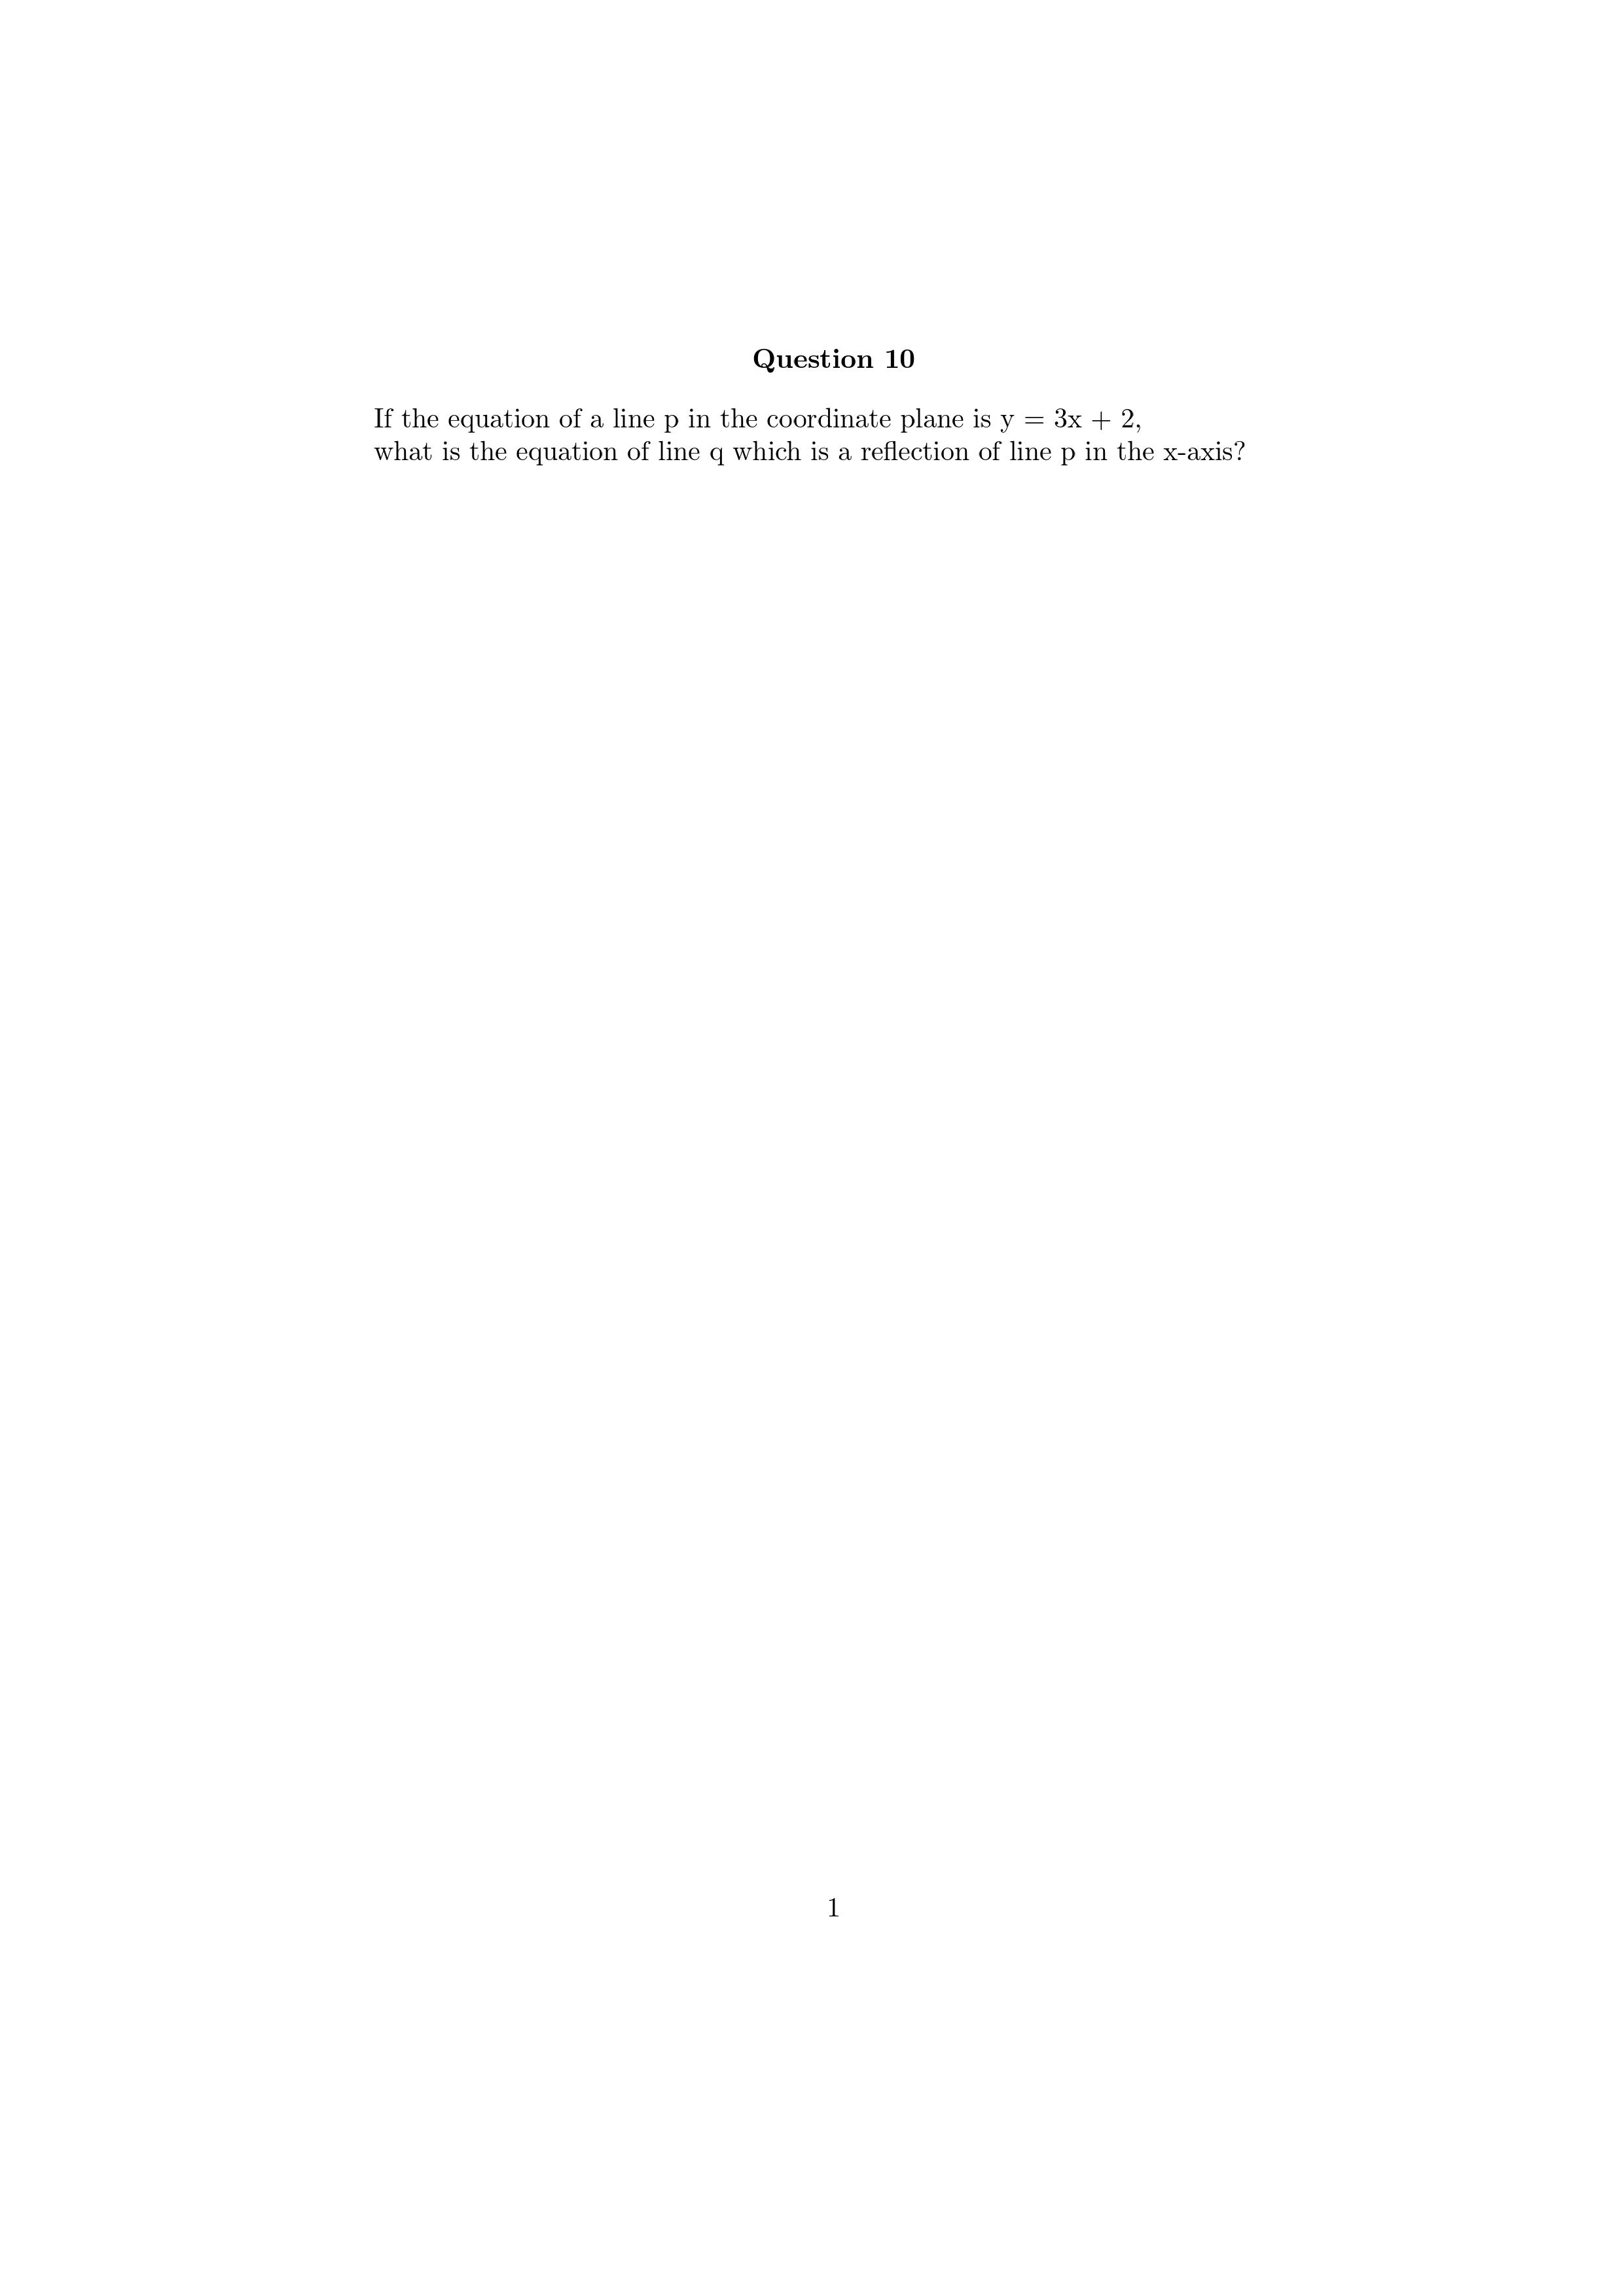 Question 10
If the equation of a line p in the coordinate plane is y = 3x + 2,
what is the equation of line q which is a reflection of line p in the x-axis?
1